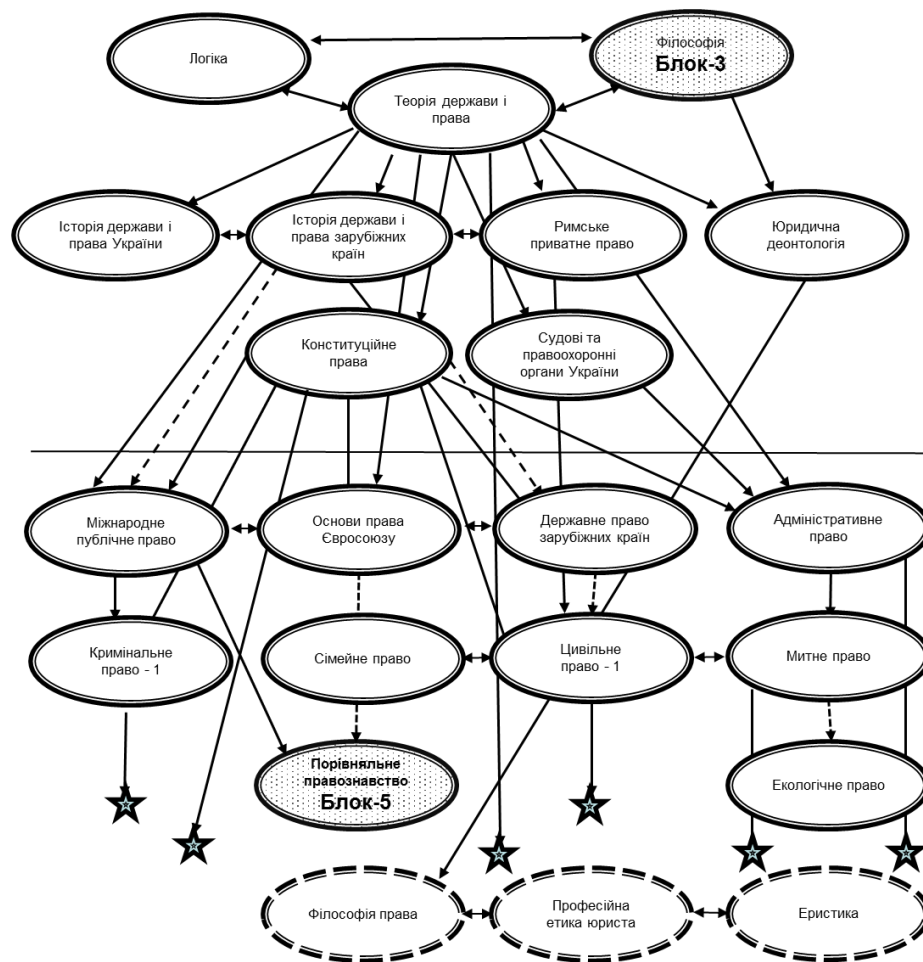 Логіка
Філософія
Блок-3
Теорія держави і
права
Історія держави і
права України
Історія держави і
права зарубіжних
країн
Римське
приватне право
Юридична
деонтологія
Конституційне
права
Судові та
правоохоронні
органи України
Міжнародне
публічне право
Основи права
Євросоюзу
Державне право
зарубіжних країн
Адміністративне
право
Кримінальне
право - 1
Сімейне право
Цивільне
право - 1
Митне право
Порівняльне
правознавство
Блок-5
Екологічне право
Філософія права
Професійна
етика юриста
Еристика